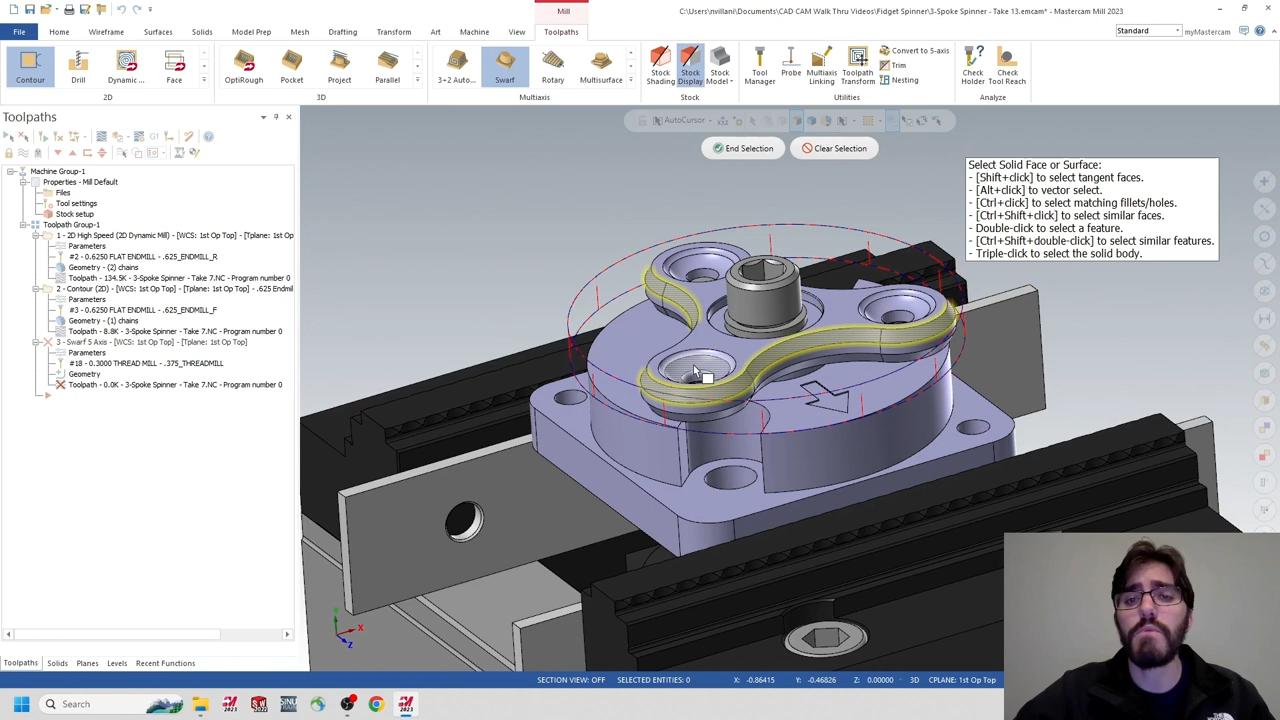 Mill
C:\Users\nvillani\Documents\CAD CAM Walk Thru Videos\Fidget Spinner\3-Spoke Spinner - Take 13.emcam* - Mastercam Mill 2023
File
Home
Wireframe
Surfaces
Solids
Model Prep
Mesh
Drafting
Transform
Art
Machine
View
Toolpaths
Standard
myMastercam
Contour
Drill
Dynamic ...
Face
OptiRough
Pocket
Project
Parallel
3+2 Auto...
Swarf
Rotary
Multisurface
Stock Shading
Stock Display
Stock Model
Tool Manager
Probe
Multiaxis Linking
Toolpath Transform
Convert to 5-axis
Trim
Nesting
Check Holder
Check Tool Reach
2D
3D
Multiaxis
Stock
Utilities
Analyze
Toolpaths
G1
AutoCursor
End Selection
Clear Selection
Select Solid Face or Surface:
- [Shift+click] to select tangent faces.
- [Alt+click] to vector select.
- [Ctrl+click] to select matching fillets/holes.
- [Ctrl+Shift+click] to select similar faces.
- Double-click to select a feature.
- [Ctrl+Shift+double-click] to select similar features.
- Triple-click to select the solid body.
Machine Group-1
Properties - Mill Default
Files
Tool settings
Stock setup
Toolpath Group-1
1 - 2D High Speed (2D Dynamic Mill) - [WCS: 1st Op Top] - [Tplane: 1st Op
Parameters
#2 - 0.6250 FLAT ENDMILL - .625_ENDMILL_R
Geometry - (2) chains
Toolpath - 134.5K - 3-Spoke Spinner - Take 7.NC - Program number 0
2 - Contour (2D) - [WCS: 1st Op Top] - [Tplane: 1st Op Top] - .625 Endmil
Parameters
#3 - 0.6250 FLAT ENDMILL - .625_ENDMILL_F
Geometry - (1) chains
Toolpath - 8.8K - 3-Spoke Spinner - Take 7.NC - Program number 0
3 - Swarf 5 Axis - [WCS: 1st Op Top] - [Tplane: 1st Op Top]
Parameters
#18 - 0.3000 THREAD MILL - .375_THREADMILL
Geometry
Toolpath - 0.0K - 3-Spoke Spinner - Take 7.NC - Program number 0
Y
X
Z
Toolpaths
Solids
Planes
Levels
Recent Functions
SECTION VIEW: OFF
SELECTED ENTITIES: 0
X: -0.86415
Y: -0.46826
Z: 0.00000
3D
CPLANE: 1st Op Top
Search